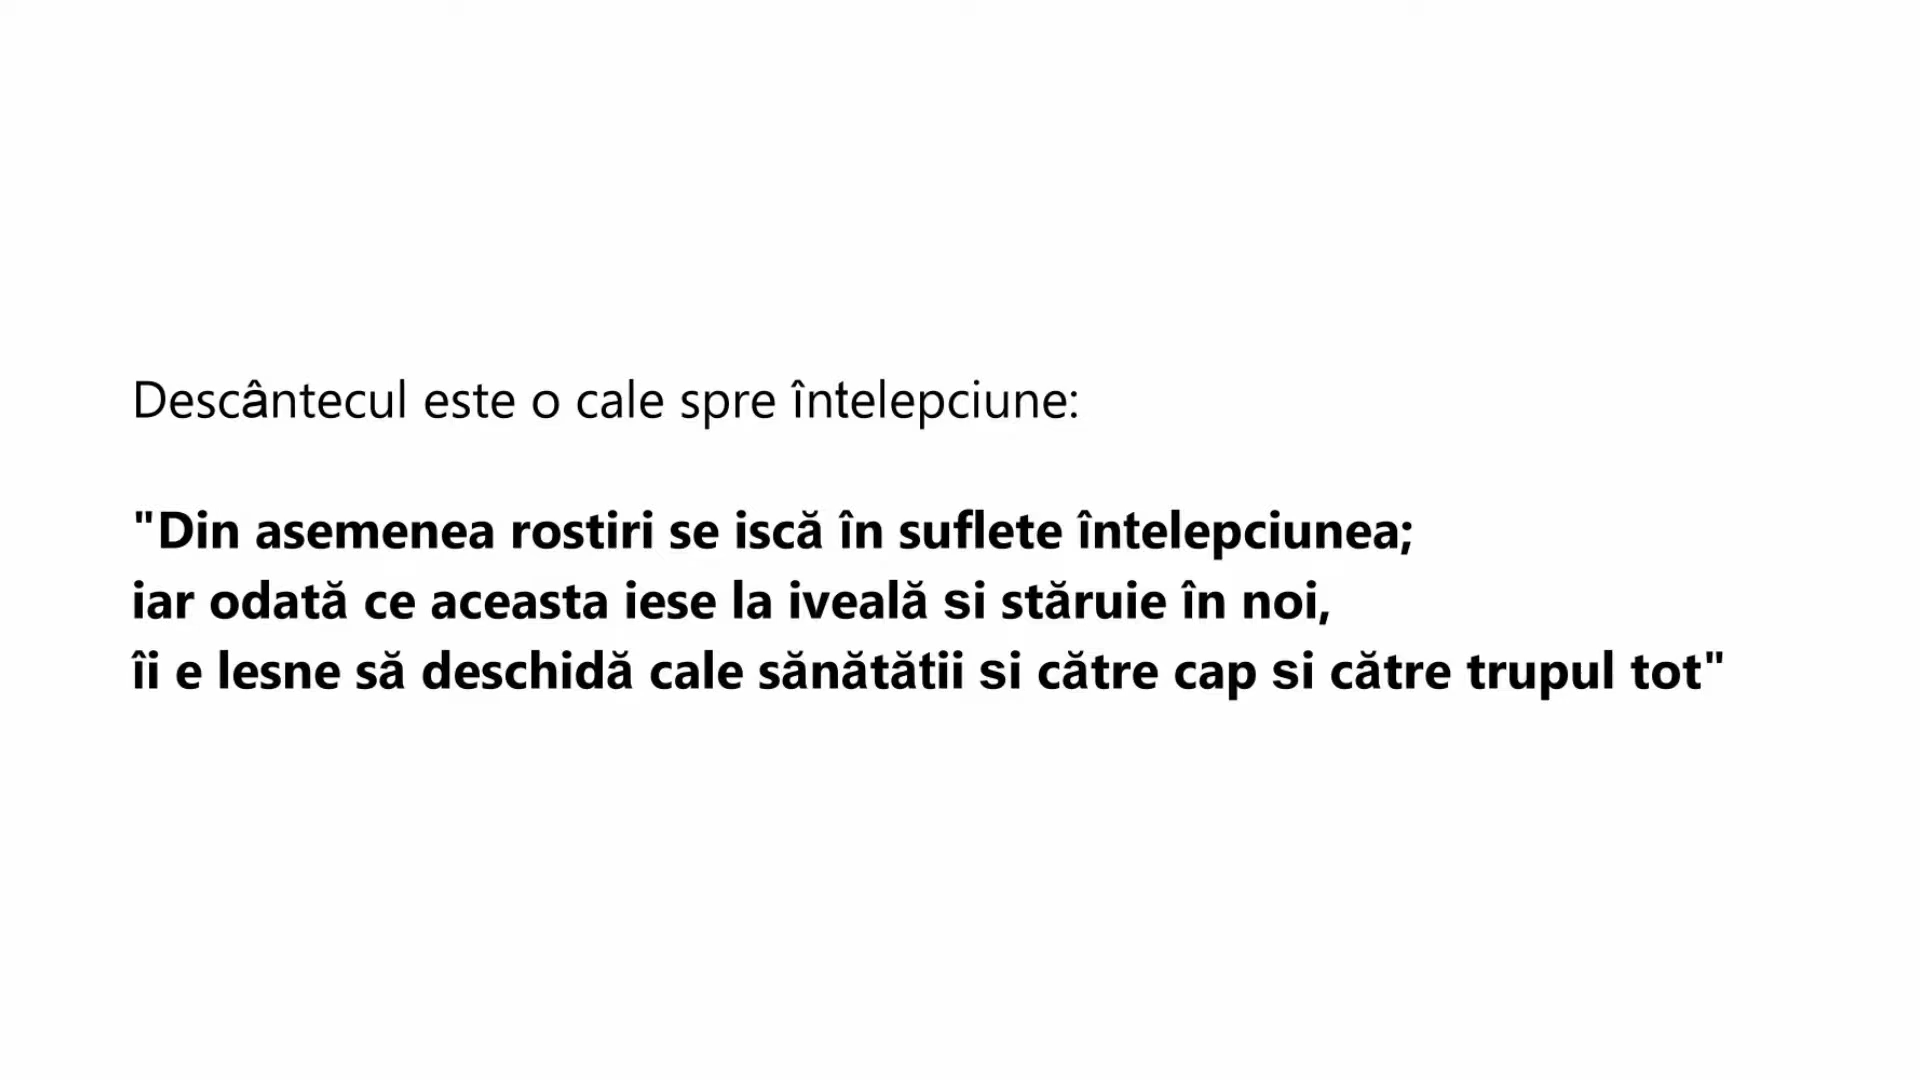 Descântecul este o cale spre întelepciune:
"Din asemenea rostiri se iscă în suflete întelepciunea;
iar odată ce aceasta iese la iveală si stăruie în noi,
îi e lesne să deschidă cale sănătătii si către cap si către trupul tot"